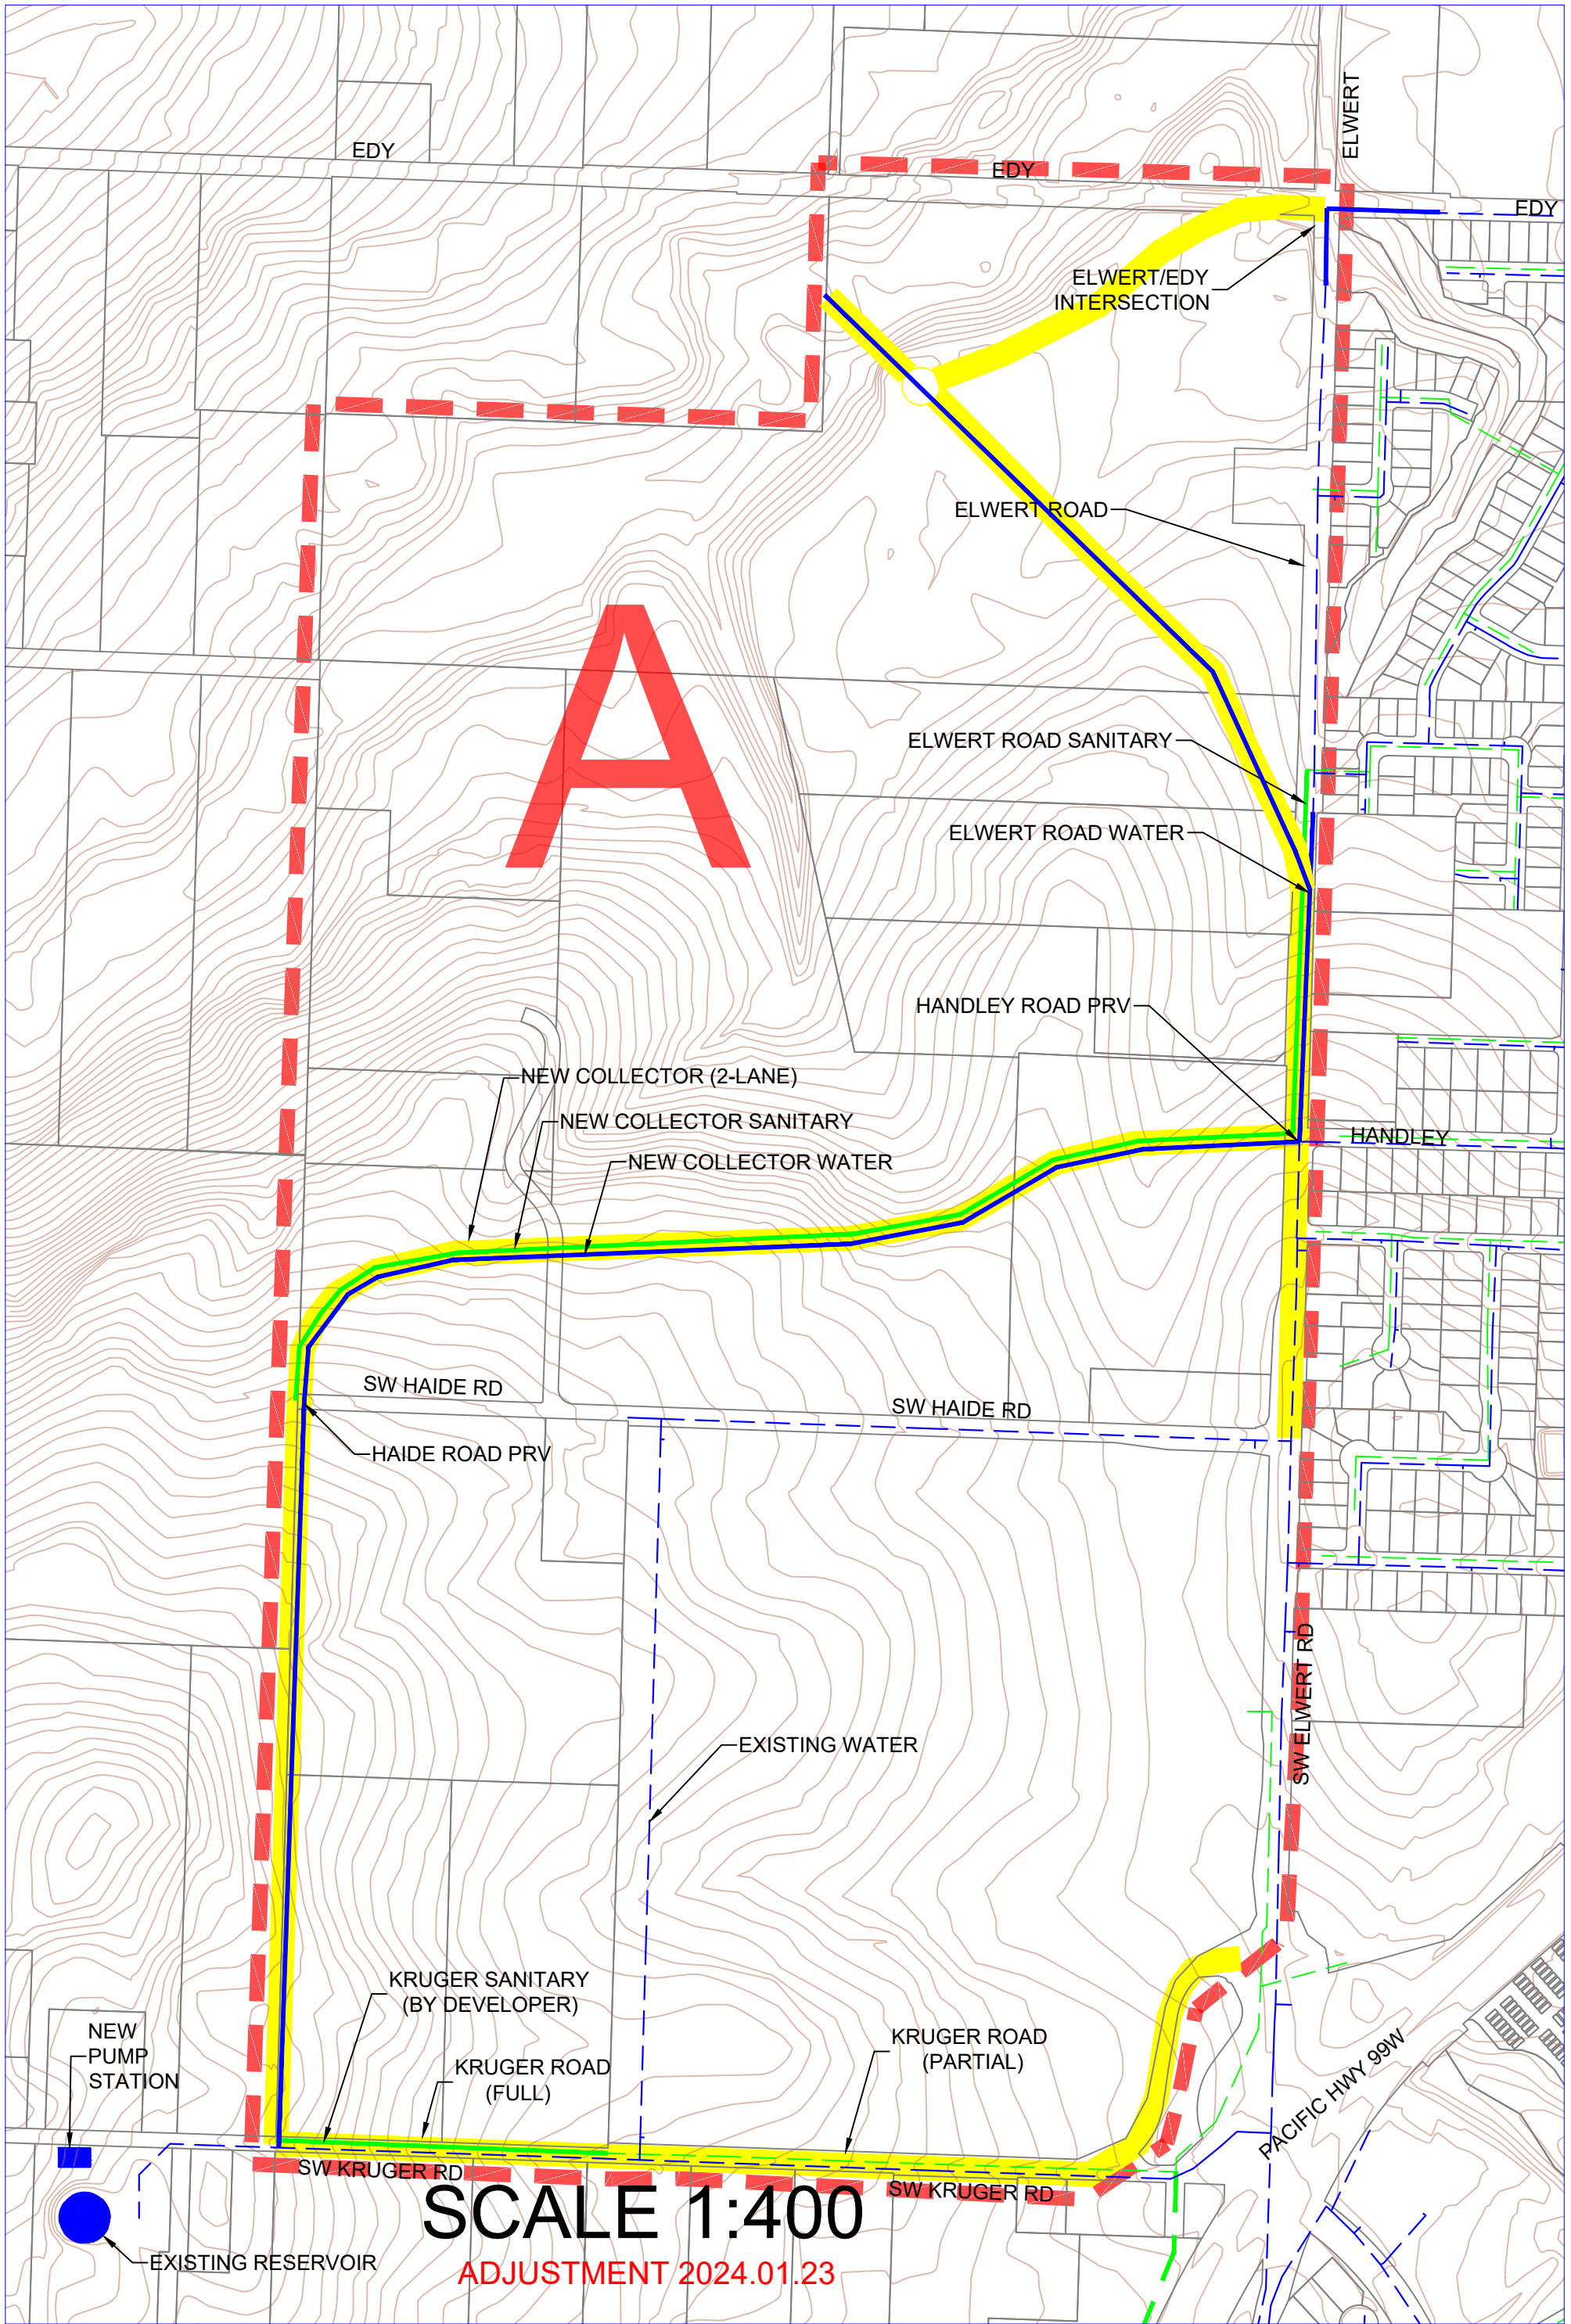 ELWERT
EDY
EDY
EDY
ELWERT/EDY
INTERSECTION
ELWERT ROAD
A
ELWERT ROAD SANITARY
ELWERT ROAD WATER
HANDLEY ROAD PRV
NEW COLLECTOR (2-LANE)
NEW COLLECTOR SANITARY
HANDLEY
NEW COLLECTOR WATER
SW HAIDE RD
SW HAIDE RD
HAIDE ROAD PRV
SW ELWERT RD
EXISTING WATER
KRUGER SANITARY
(BY DEVELOPER)
NEW
PUMP
STATION
KRUGER ROAD
(FULL)
KRUGER ROAD
(PARTIAL)
PACIFIC HWY 99W
SW KRUGER RD
SW KRUGER RD
SCALE 1:400
EXISTING RESERVOIR
ADJUSTMENT 2024.01.23